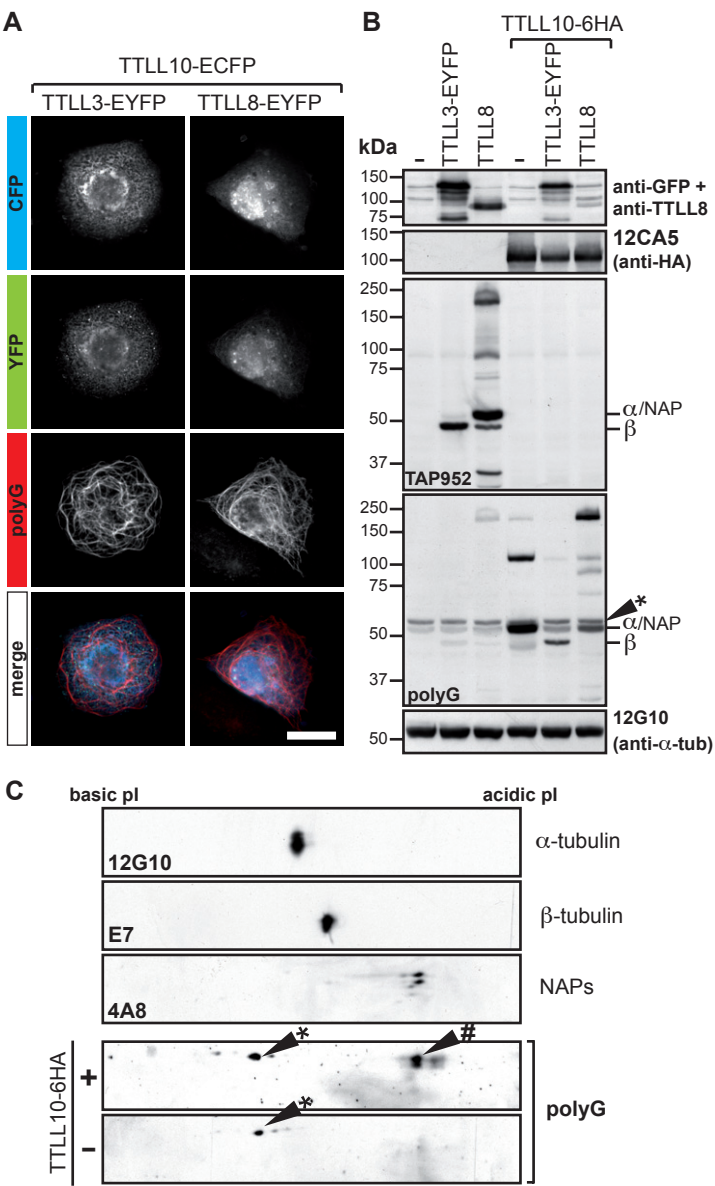 A
TTLL10-ECFP
TTLL3-EYFP
TTLL8-EYFP
CFP
YFP
polyG
merge
B
TTLL10-6HA
kDa
-
TTLL3-EYFP
TTLL8
-
TTLL3-EYFP
TTLL8
150
100
75
anti-GFP +
anti-TTLL8
150
100
12CA5
(anti-HA)
250
150
100
75
50
37
α/NAP
β
TAP952
250
150
100
75
50
37
*
α/NAP
β
polyG
50
12G10
(anti-α-tub)
C
basic pI
acidic pI
12G10
α-tubulin
E7
β-tubulin
4A8
NAPs
TTLL10-6HA
+
*
#
-
*
polyG